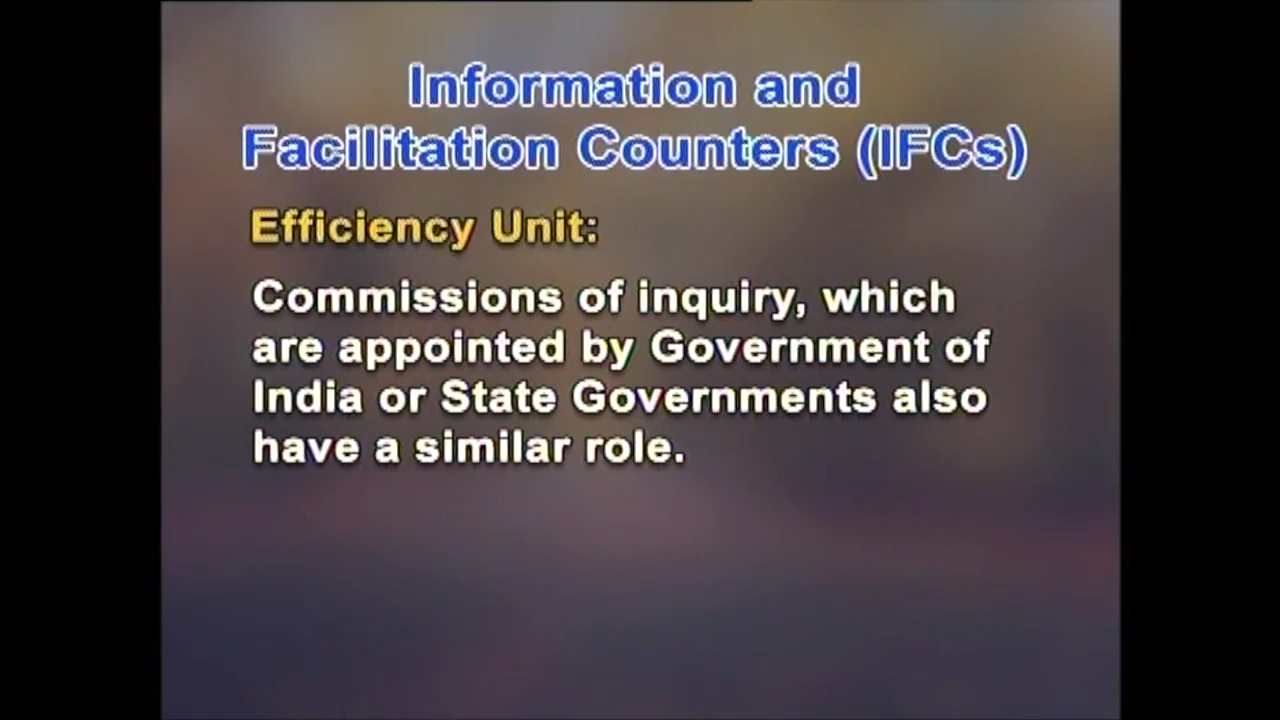 Information and
Facilitation Counters (IFCs)
Efficiency Unit:
Commissions of inquiry, which
are appointed by Government of
India or State Governments also
have a similar role.